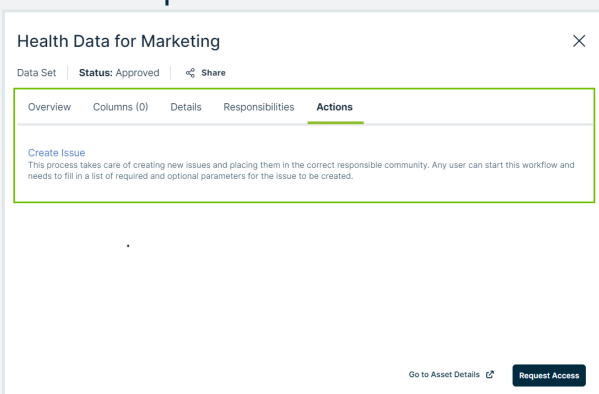 Health Data for Marketing
Data Set Status: Approved Share
Overview Columns (0) Details Responsibilities Actions
Create Issue
This process takes care of creating new issues and placing them in the correct responsible community. Any user can start this workflow and
needs to fill in a list of required and optional parameters for the issue to be created.
Go to Asset Details Request Access